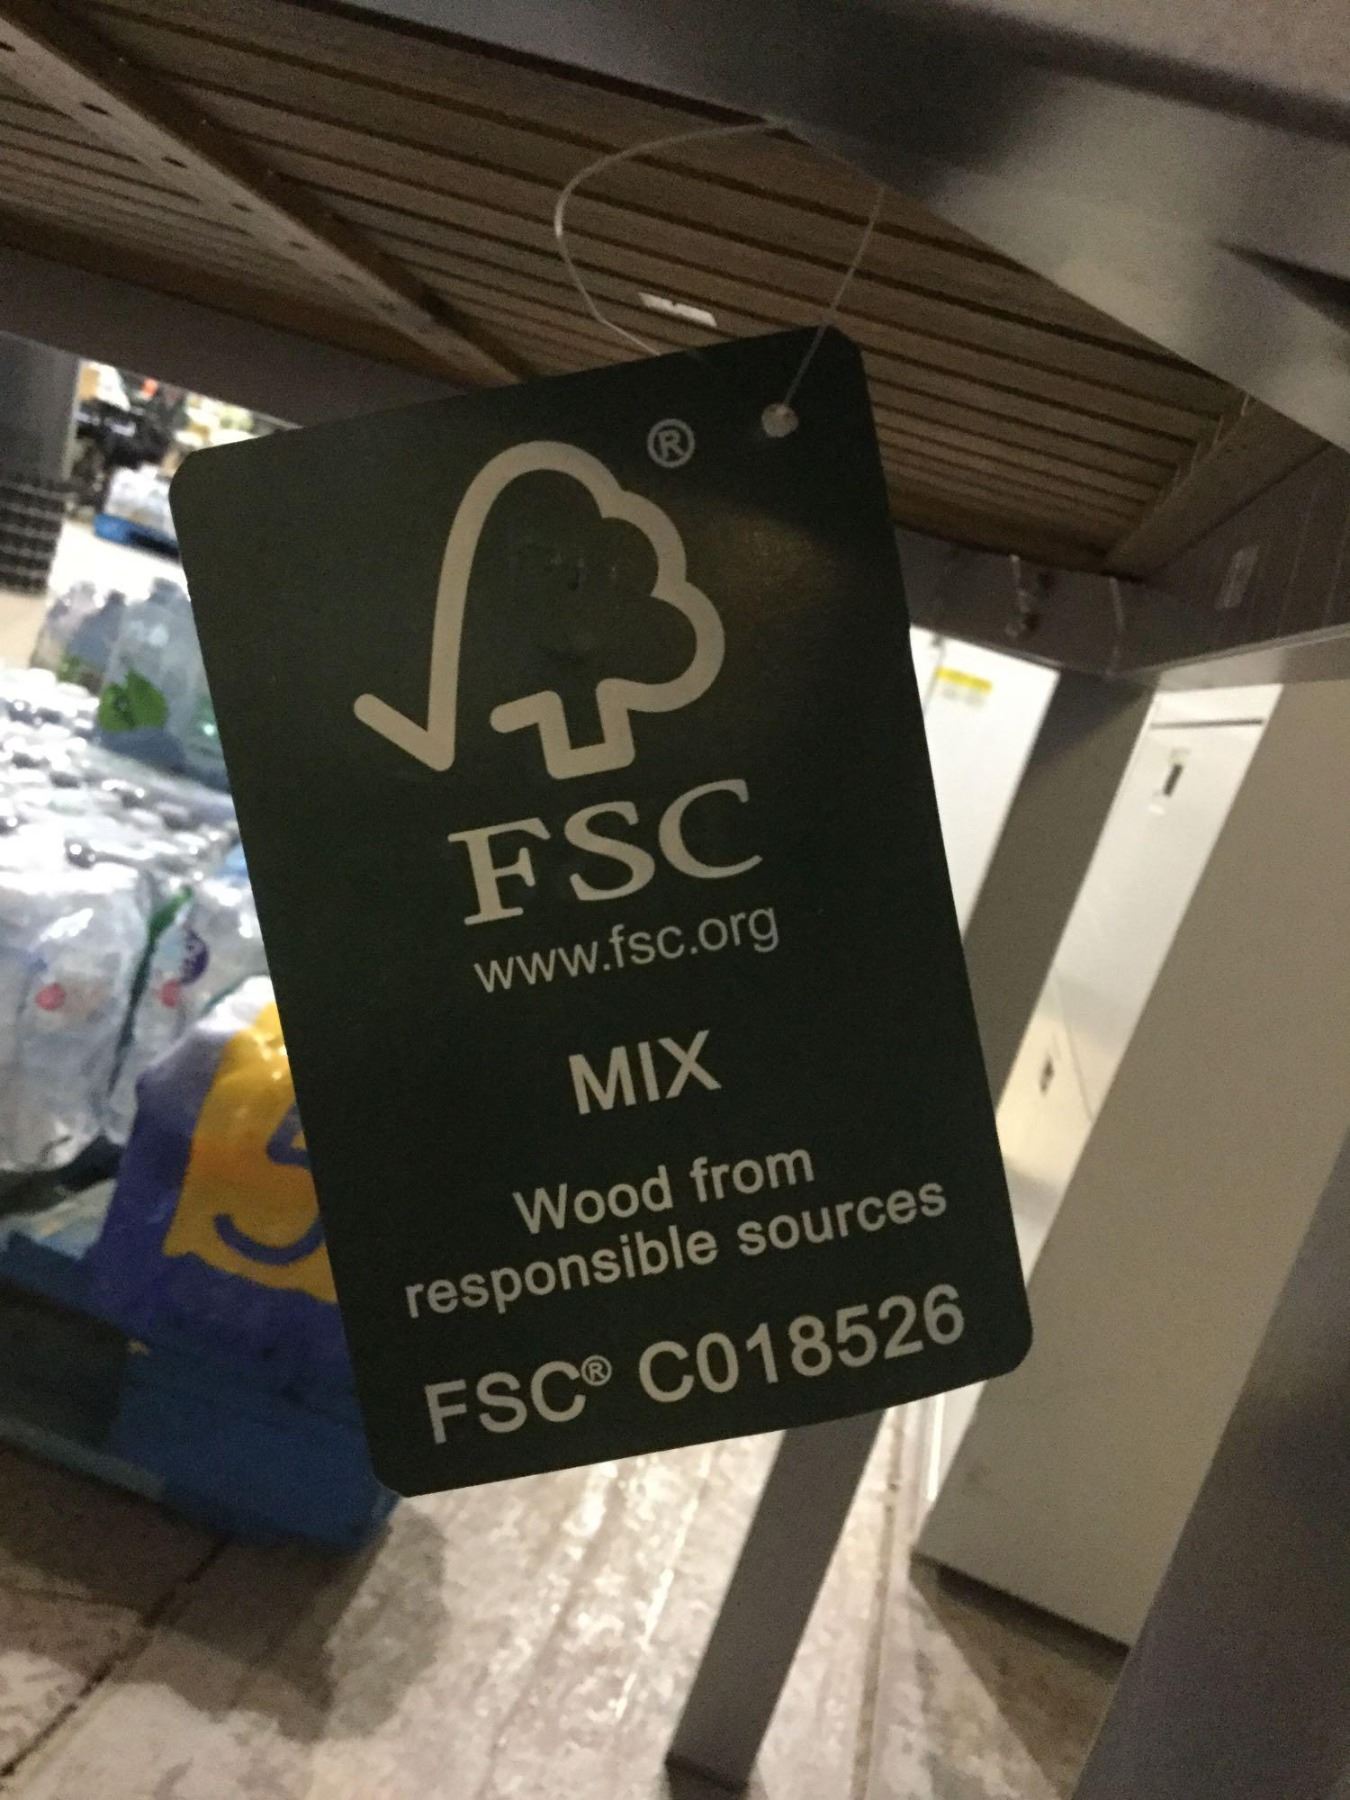 ®
FSC
www.fsc.org
MIX
Wood from
responsible sources
FSC® C018526